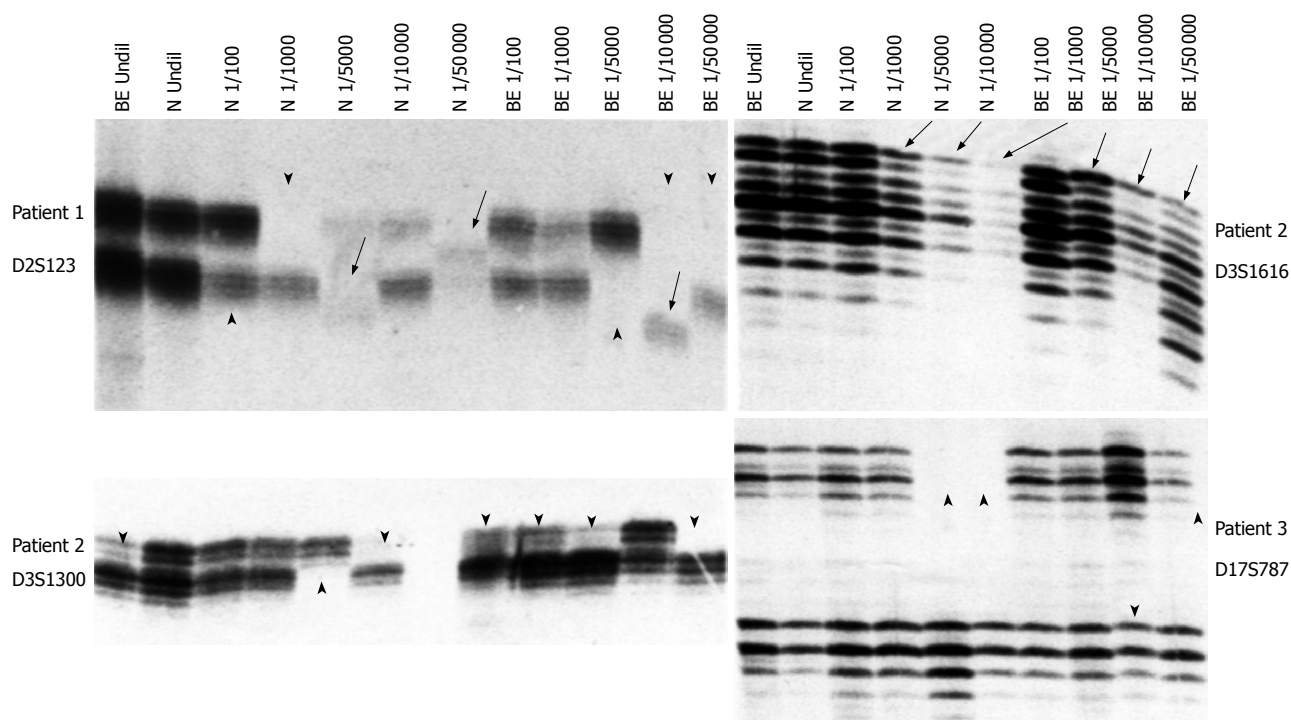 BE Undil
N Undil
N 1/100
N 1/1000
N 1/5000
N 1/10 000
N 1/50 000
BE 1/100
BE 1/1000
BE 1/5000
BE 1/10 000
BE 1/50 000
BE Undil
N Undil
N 1/100
N 1/1000
N 1/5000
N 1/10 000
BE 1/100
BE 1/1000
BE 1/5000
BE 1/10 000
BE 1/50 000
Patient 1
D2S123
Patient 2
D3S1616
Patient 2
D3S1300
Patient 3
D17S787